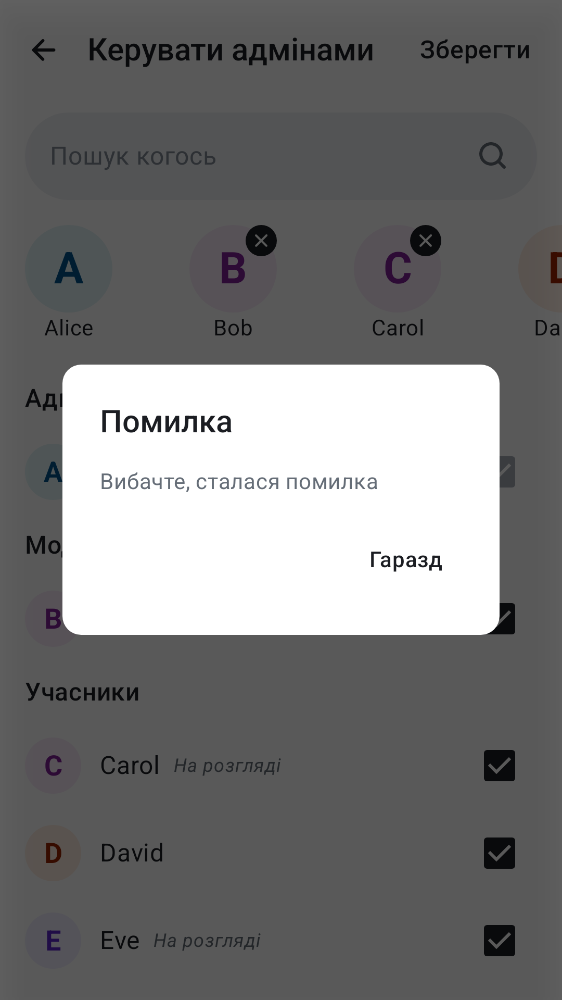 Керувати адмінами
Зберегти
Пошук когось
A
B
C
D
Alice
Bob
Carol
Da
Ад
A
Помилка
Вибачте, сталася помилка
Гаразд
Мо
B
Учасники
C
Carol На розгляді
D
David
E
Eve На розгляді